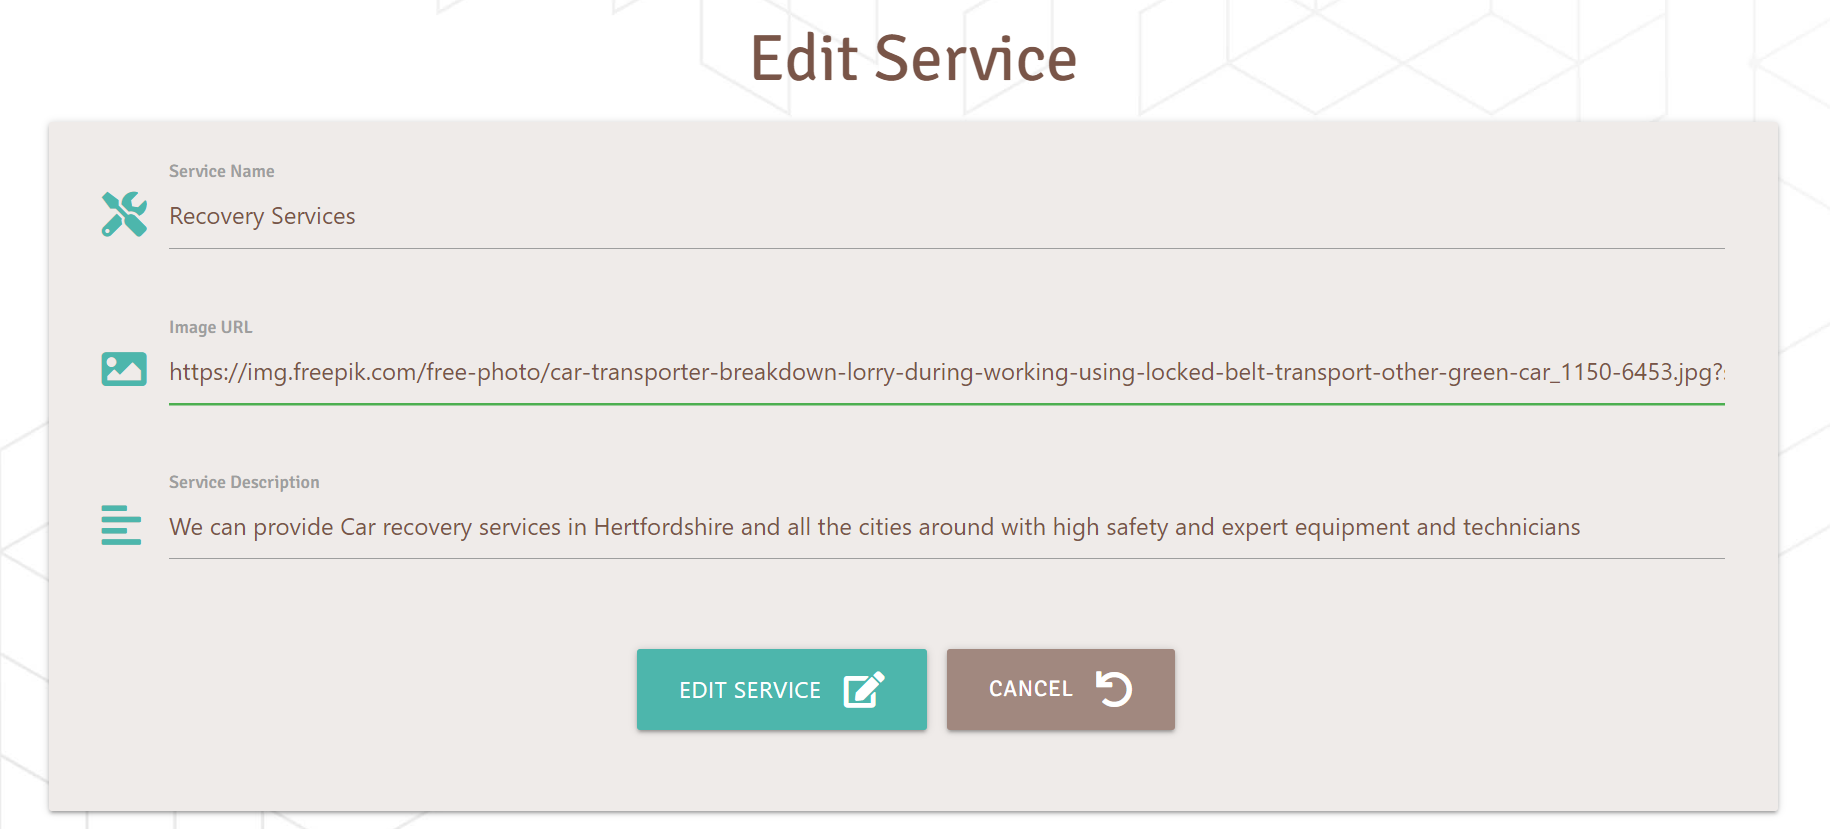 Edit Service
Service Name
Recovery Services
Image URL
https://img.freepik.com/free-photo/car-transporter-breakdown-lorry-during-working-using-locked-belt-transport-other-green-car_1150-6453.jpg?
Service Description
We can provide Car recovery services in Hertfordshire and all the cities around with high safety and expert equipment and technicians
EDIT SERVICE
CANCEL